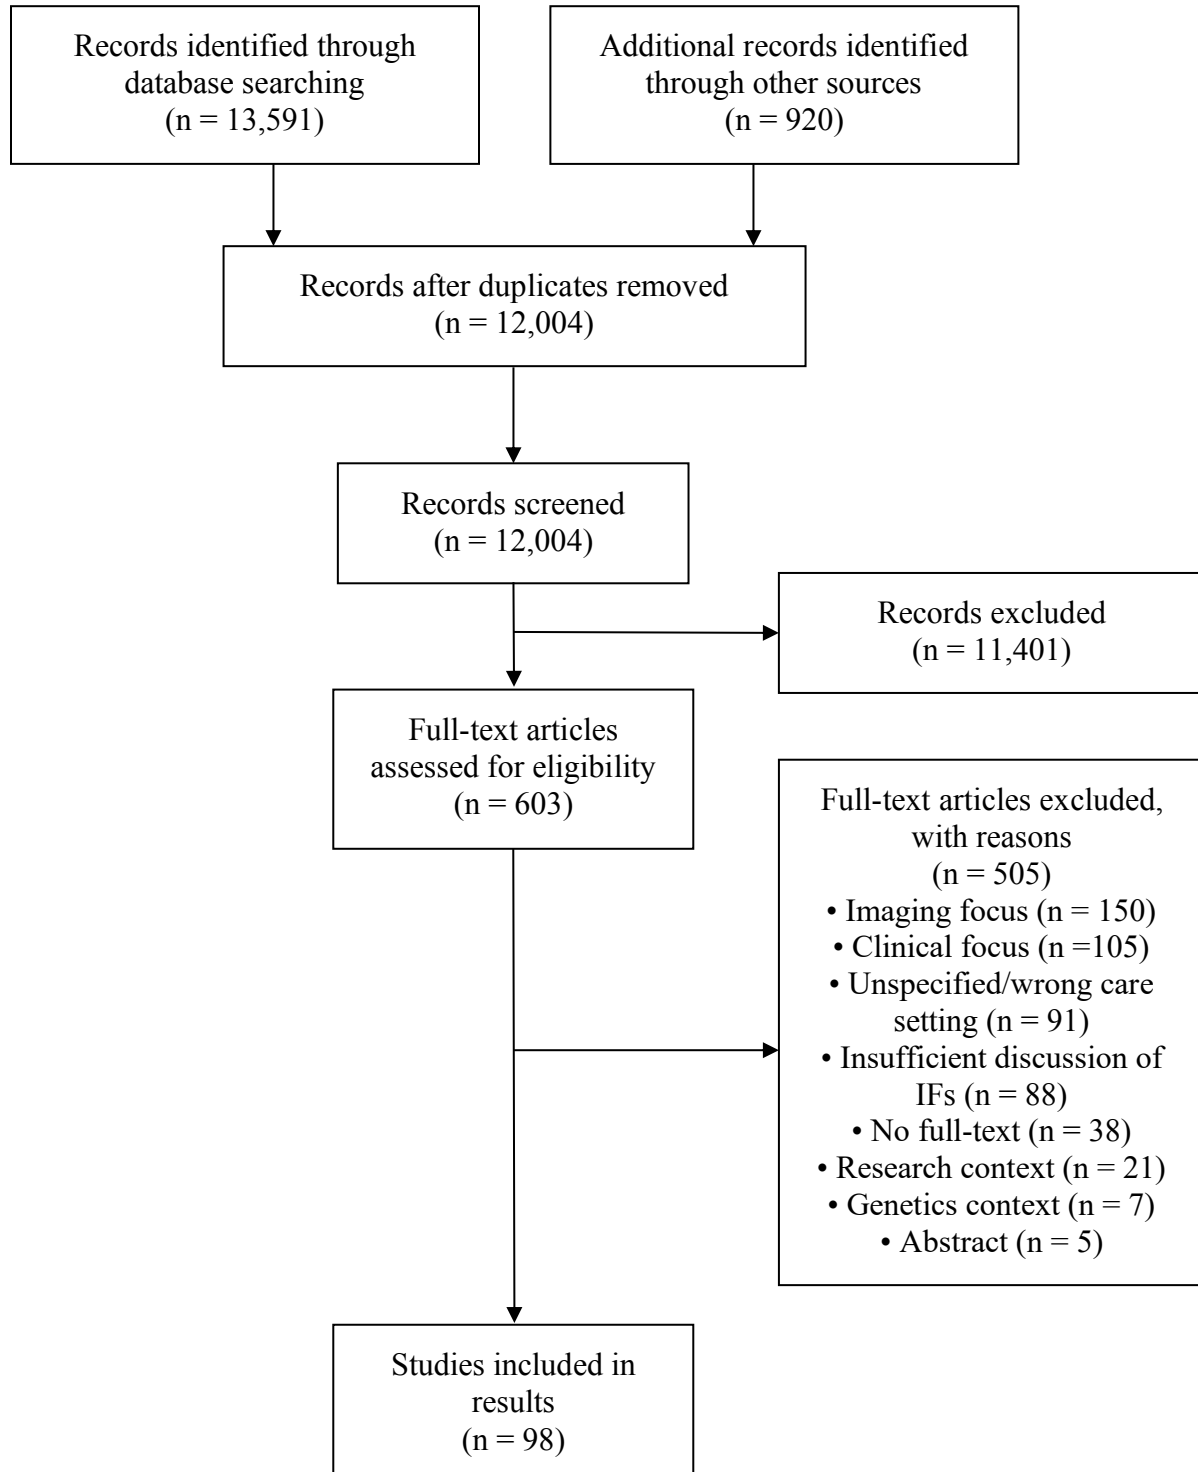 Records identified through
database searching
(n = 13,591)
Additional records identified
through other sources
(n = 920)
Records after duplicates removed
(n = 12,004)
Records screened
(n = 12,004)
Records excluded
(n = 11,401)
Full-text articles
assessed for eligibility
(n = 603)
Full-text articles excluded,
with reasons
(n = 505)
• Imaging focus (n = 150)
• Clinical focus (n =105)
• Unspecified/wrong care
setting (n = 91)
• Insufficient discussion of
IFs (n = 88)
• No full-text (n = 38)
• Research context (n = 21)
• Genetics context (n = 7)
• Abstract (n = 5)
Studies included in
results
(n = 98)